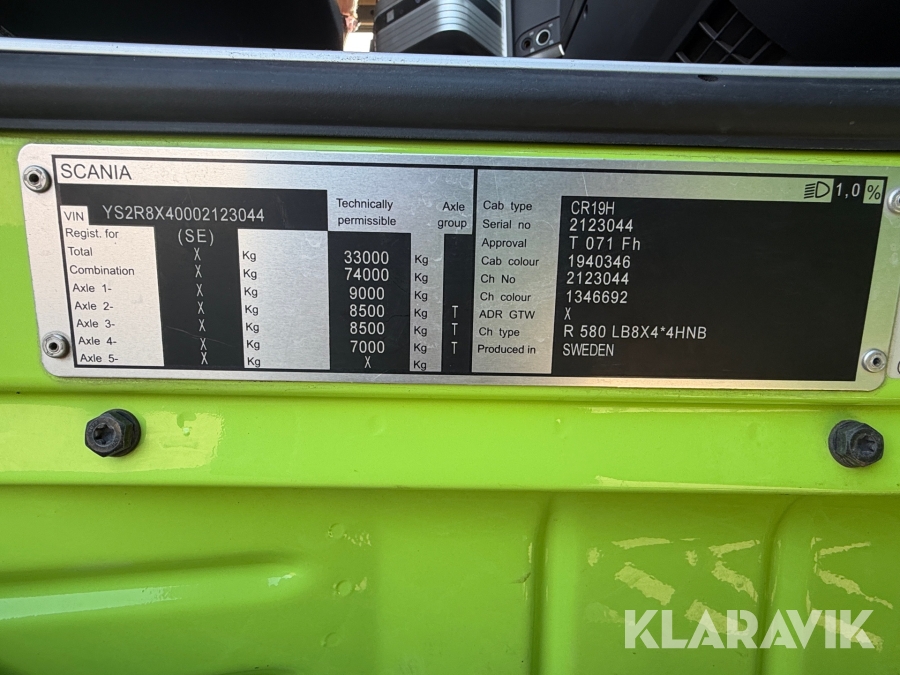 SCANIA
1,0 %
VIN YS2R8X40002123044
Technically permissible
Axle group
Regist. for (SE)
Total X Kg 33000 Kg
Combination X Kg 74000 Kg
Axle 1- X Kg 9000 Kg
Axle 2- X Kg 8500 Kg T
Axle 3- X Kg 8500 Kg T
Axle 4- X Kg 7000 Kg T
Axle 5- X Kg X Kg
Cab type CR19H
Serial no 2123044
Approval T 071 Fh
Cab colour 1940346
Ch No 2123044
Ch colour 1346692
ADR GTW X
Ch type R 580 LB8X4*4HNB
Produced in SWEDEN
KLARAVIK